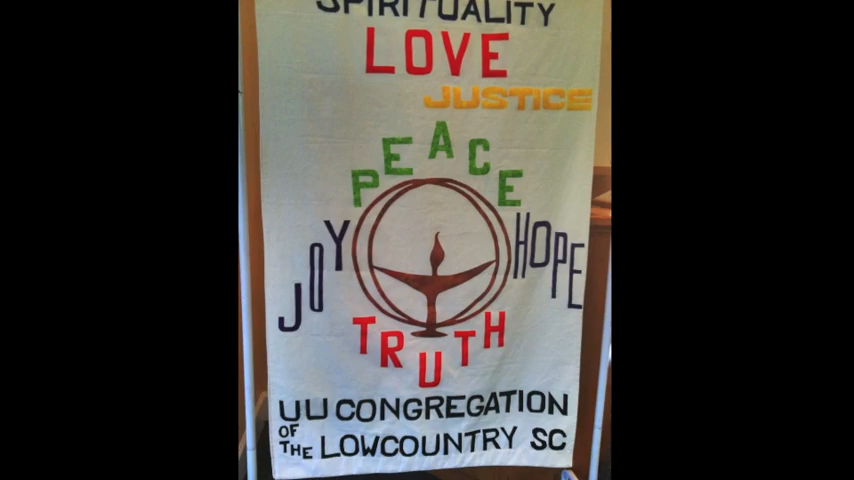 SPIRITUALITY
LOVE
JUSTICE
PEACE
JOY
HOPE
TRUTH
UU CONGREGATION
OF THE LOWCOUNTRY SC